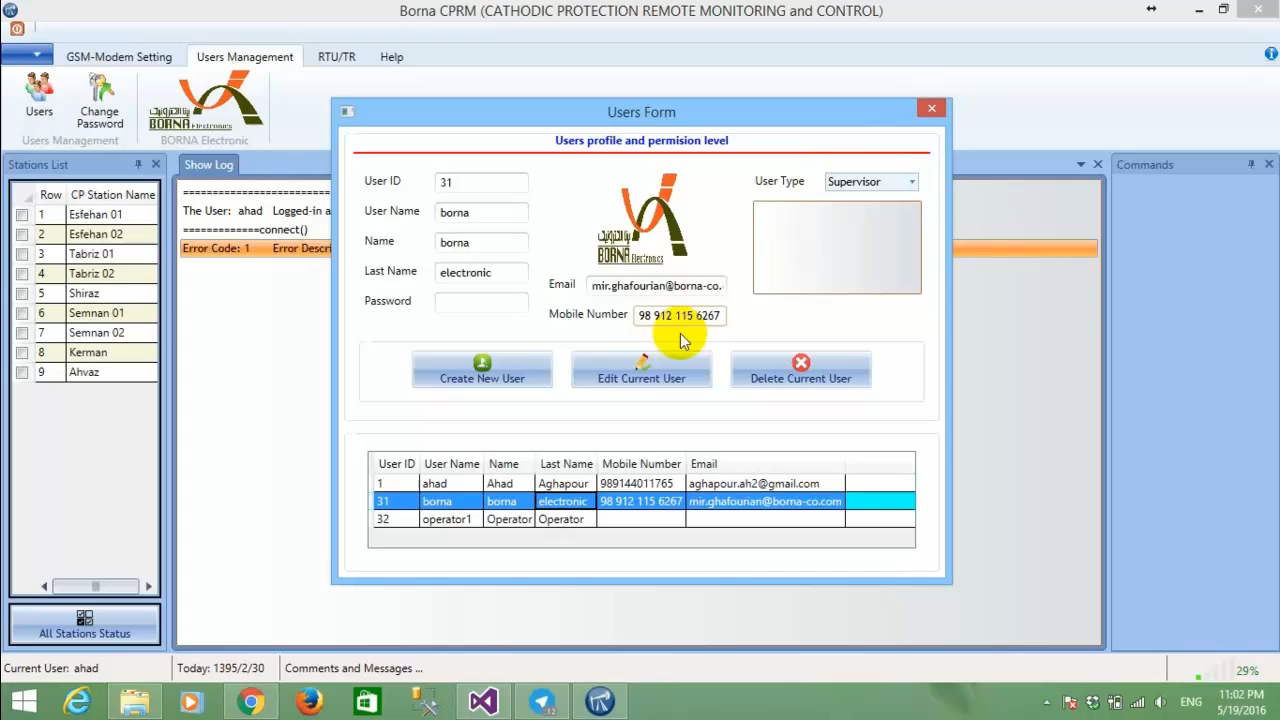 Borna CPRM (CATHODIC PROTECTION REMOTE MONITORING and CONTROL)
GSM-Modem Setting Users Management RTU/TR Help
Users Change Password
BORNA Electronics
Users Management BORNA Electronic
Stations List
Row CP Station Name
1 Esfehan 01
2 Esfehan 02
3 Tabriz 01
4 Tabriz 02
5 Shiraz
6 Semnan 01
7 Semnan 02
8 Kerman
9 Ahvaz
All Stations Status
Show Log
The User: ahad Logged-in a
=============connect()
Error Code: 1 Error Descri
Commands
Users Form
Users profile and permision level
User ID 31
User Name borna
Name borna
Last Name electronic
Password
BORNA Electronics
Email mir.ghafourian@borna-co.
Mobile Number 98 912 115 6267
User Type Supervisor
Create New User Edit Current User Delete Current User
User ID User Name Name Last Name Mobile Number Email
1 ahad Ahad Aghapour 989144011765 aghapour.ah2@gmail.com
31 borna borna electronic 98 912 115 6267 mir.ghafourian@borna-co.com
32 operator1 Operator Operator
Current User: ahad Today: 1395/2/30 Comments and Messages ... 29%
12
ENG 11:02 PM
5/19/2016